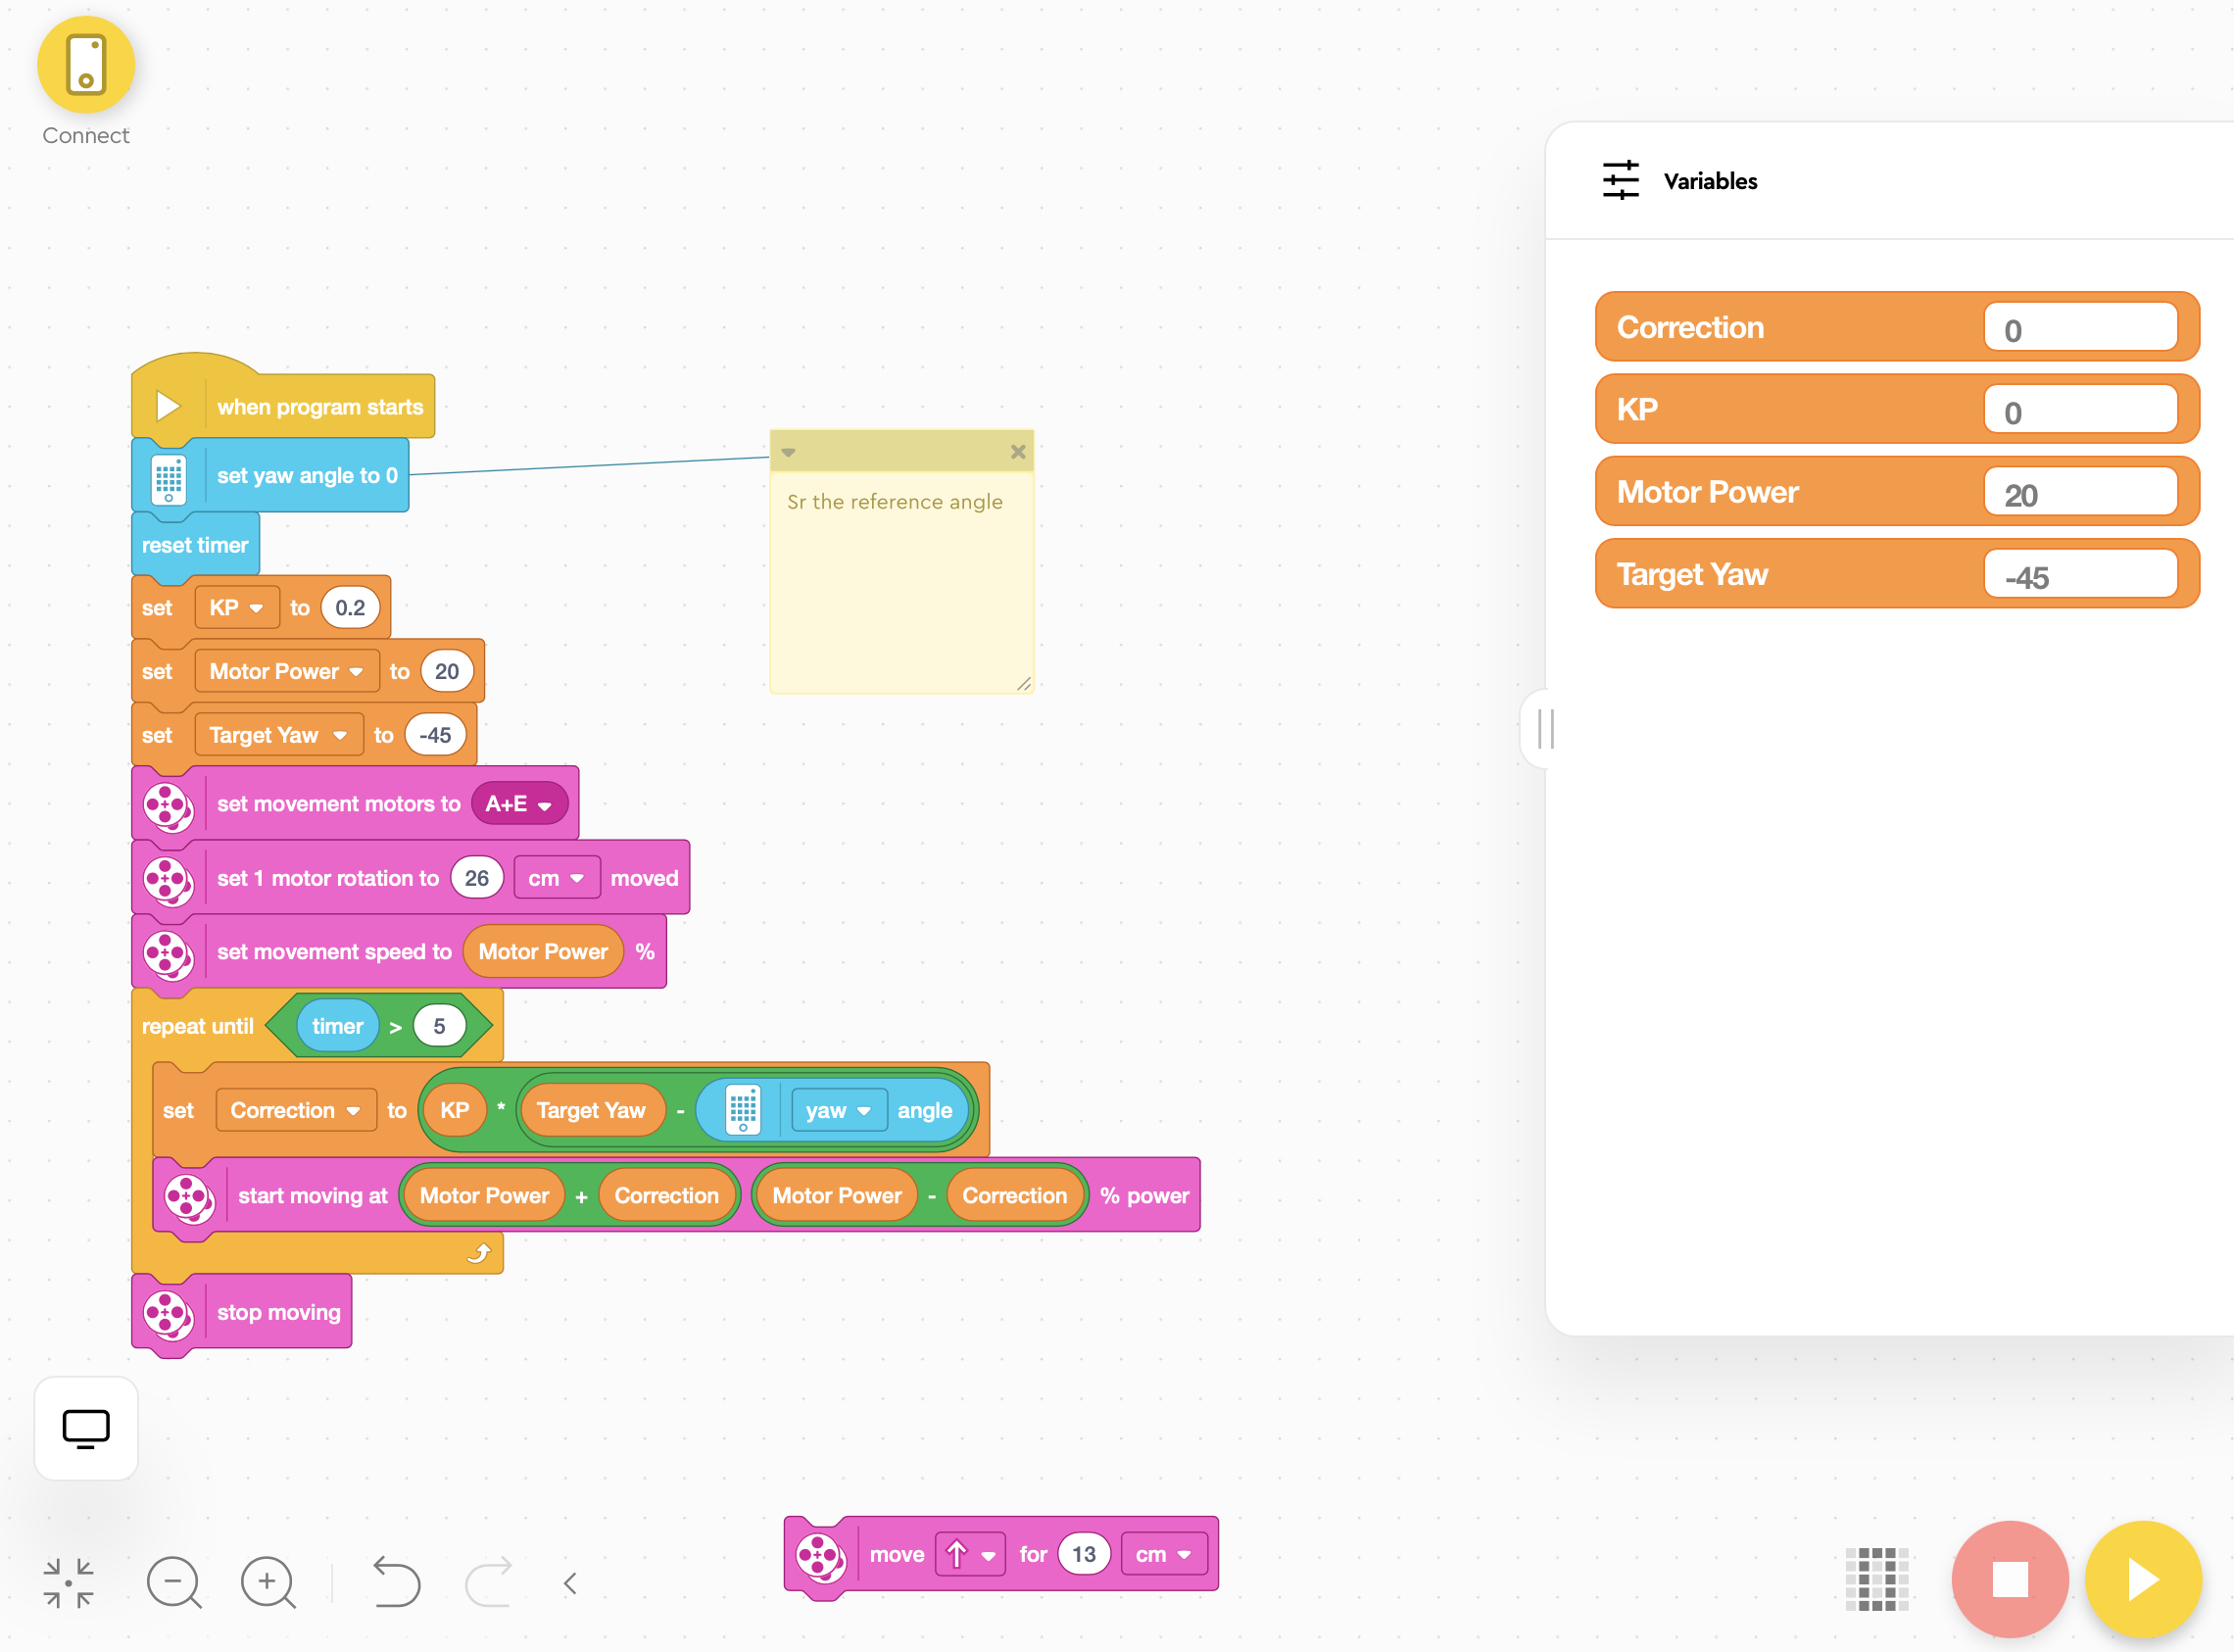 Connect
Variables
Correction 0
KP 0
Motor Power 20
Target Yaw -45
when program starts
set yaw angle to 0
Sr the reference angle
reset timer
set KP to 0.2
set Motor Power to 20
set Target Yaw to -45
set movement motors to A+E
set 1 motor rotation to 26 cm moved
set movement speed to Motor Power %
repeat until timer > 5
set Correction to KP * Target Yaw - yaw angle
start moving at Motor Power + Correction Motor Power - Correction % power
stop moving
move for 13 cm